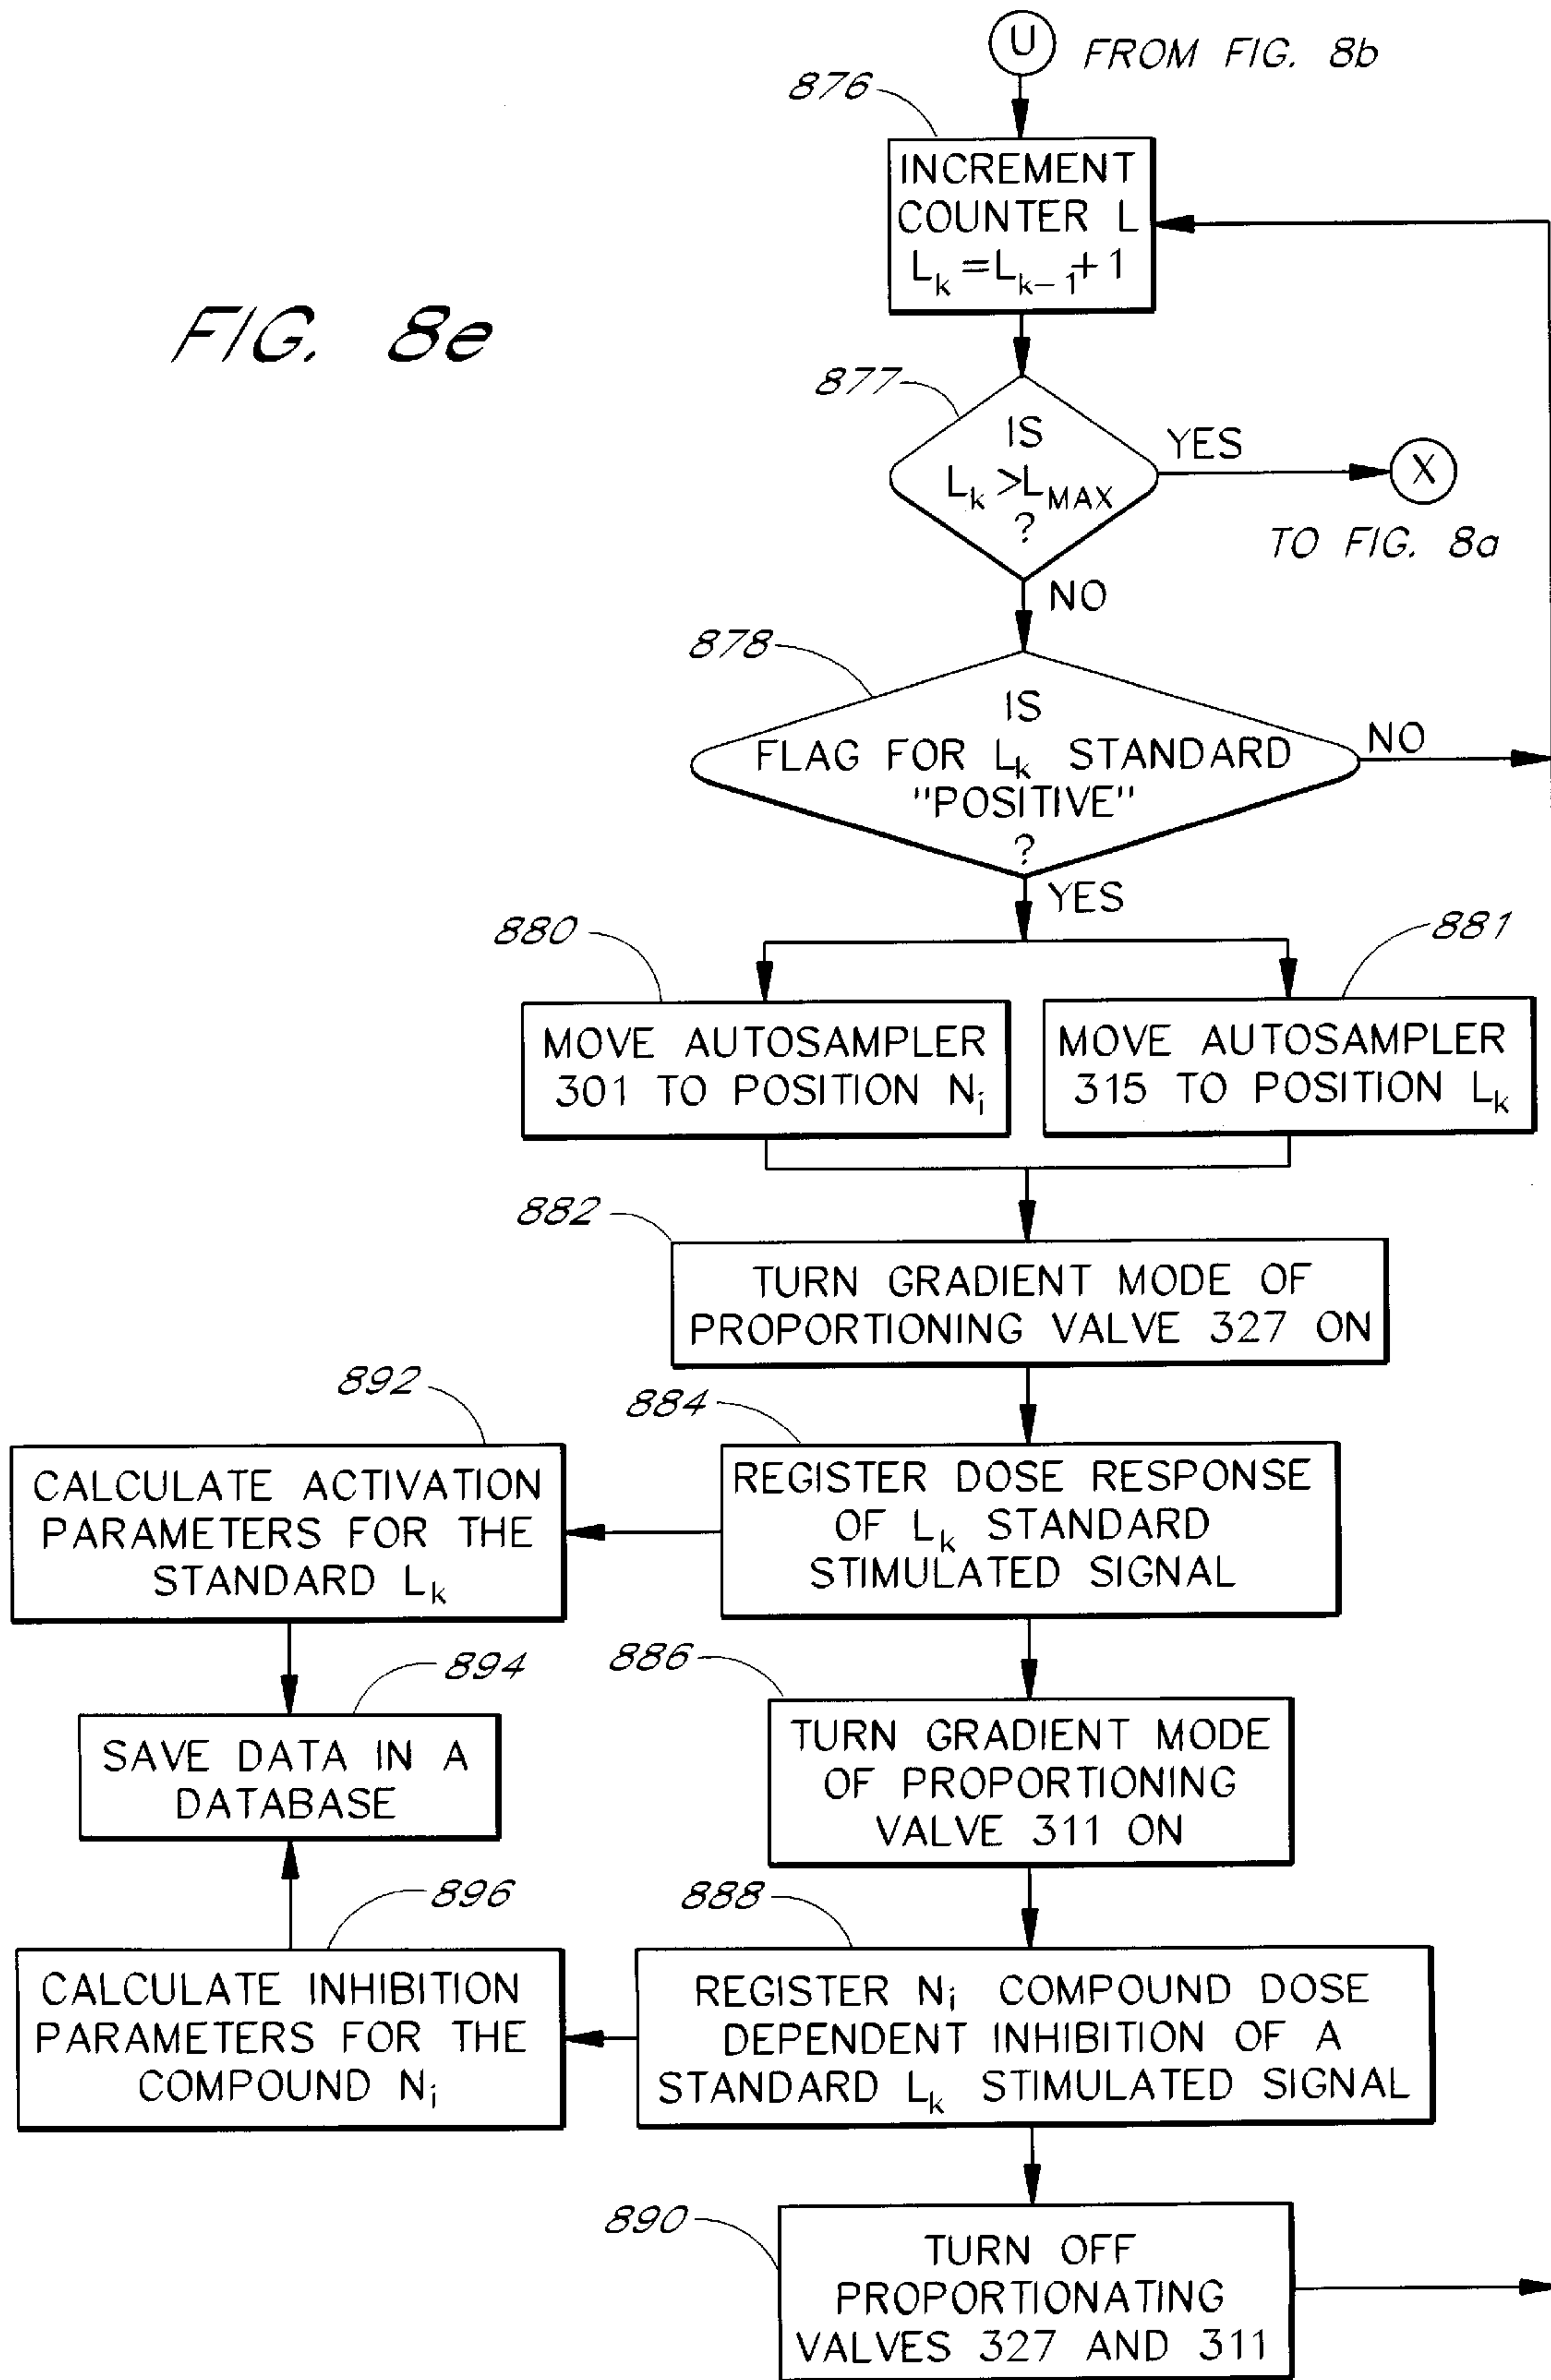 U FROM FIG. 8b
876
INCREMENT
COUNTER L
Lₖ=Lₖ₋₁+1
FIG. 8e
877
IS
Lₖ>L_MAX
?
YES
X
TO FIG. 8a
NO
878
IS
FLAG FOR Lₖ STANDARD
"POSITIVE"
?
NO
YES
880
881
MOVE AUTOSAMPLER
301 TO POSITION Nᵢ
MOVE AUTOSAMPLER
315 TO POSITION Lₖ
882
TURN GRADIENT MODE OF
PROPORTIONING VALVE 327 ON
892
CALCULATE ACTIVATION
PARAMETERS FOR THE
STANDARD Lₖ
884
REGISTER DOSE RESPONSE
OF Lₖ STANDARD
STIMULATED SIGNAL
894
SAVE DATA IN A
DATABASE
886
TURN GRADIENT MODE
OF PROPORTIONING
VALVE 311 ON
896
CALCULATE INHIBITION
PARAMETERS FOR THE
COMPOUND Nᵢ
888
REGISTER Nᵢ COMPOUND DOSE
DEPENDENT INHIBITION OF A
STANDARD Lₖ STIMULATED SIGNAL
890
TURN OFF
PROPORTIONATING
VALVES 327 AND 311